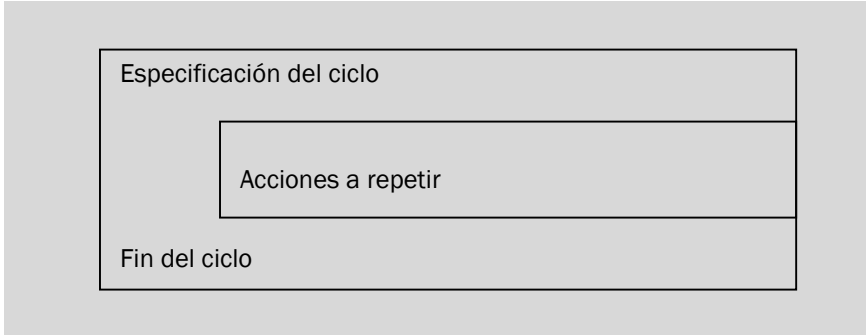 Especificación del ciclo
Acciones a repetir
Fin del ciclo